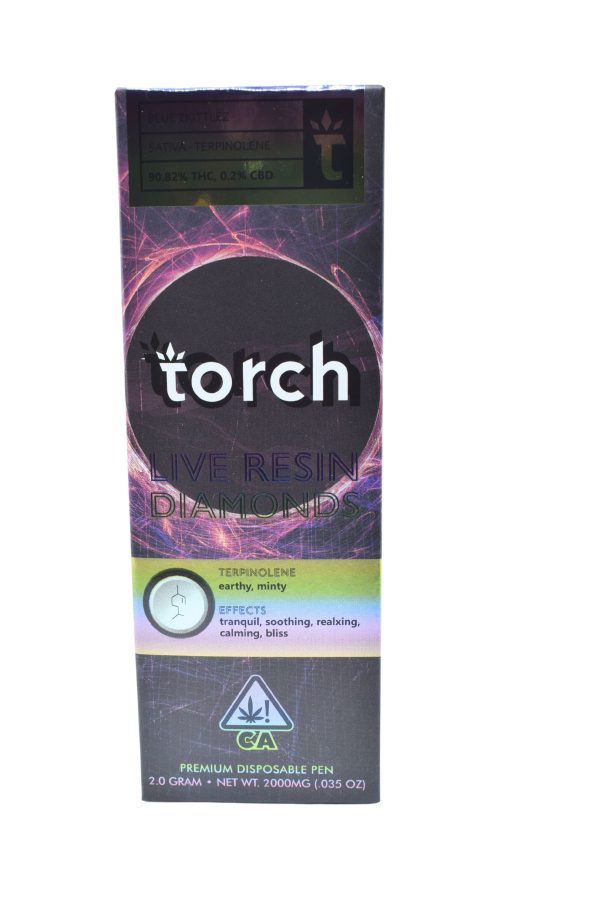 BLUE ZKITTLEZ
SATIVA - TERPINOLENE
90.82% THC, 0.2% CBD
t
torch
LIVE RESIN
DIAMONDS
TERPINOLENE
earthy, minty
EFFECTS
tranquil, soothing, realxing,
calming, bliss
!
CA
PREMIUM DISPOSABLE PEN
2.0 GRAM • NET WT. 2000MG (.035 OZ)